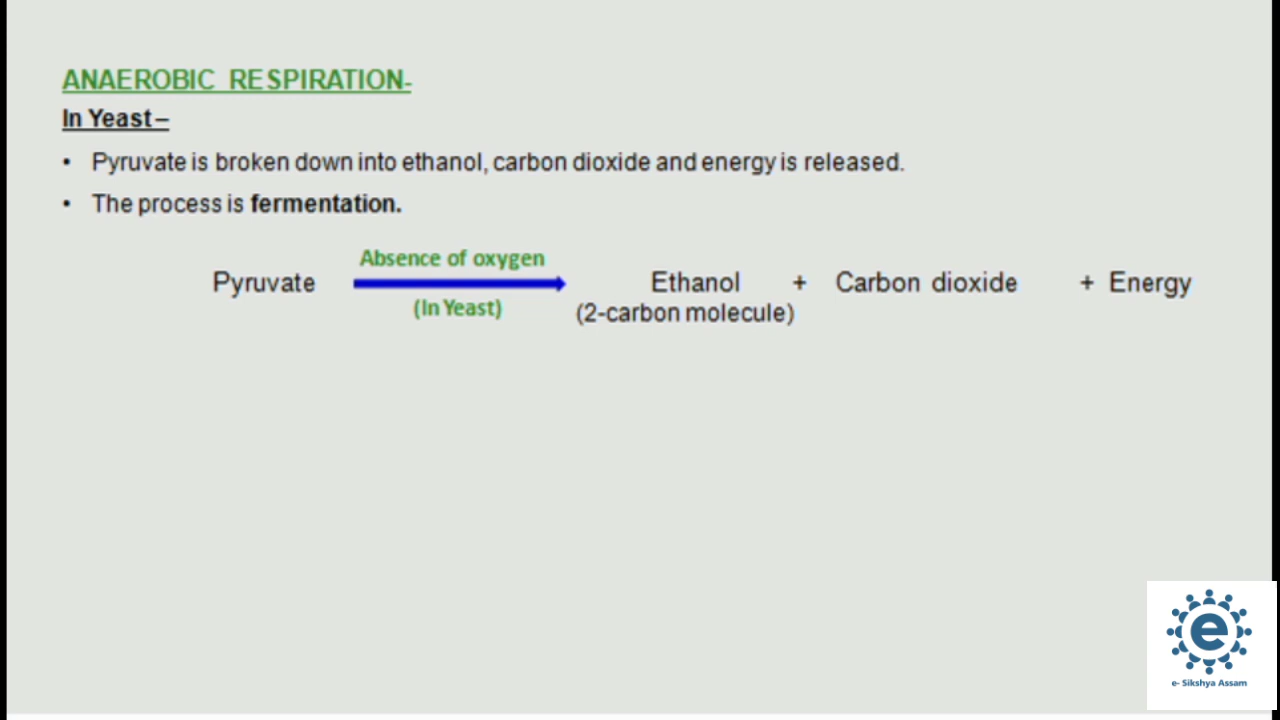 ANAEROBIC RESPIRATION-
In Yeast –
• Pyruvate is broken down into ethanol, carbon dioxide and energy is released.
• The process is fermentation.
Absence of oxygen
Pyruvate Ethanol + Carbon dioxide + Energy
(In Yeast) (2-carbon molecule)
e
e- Sikshya Assam